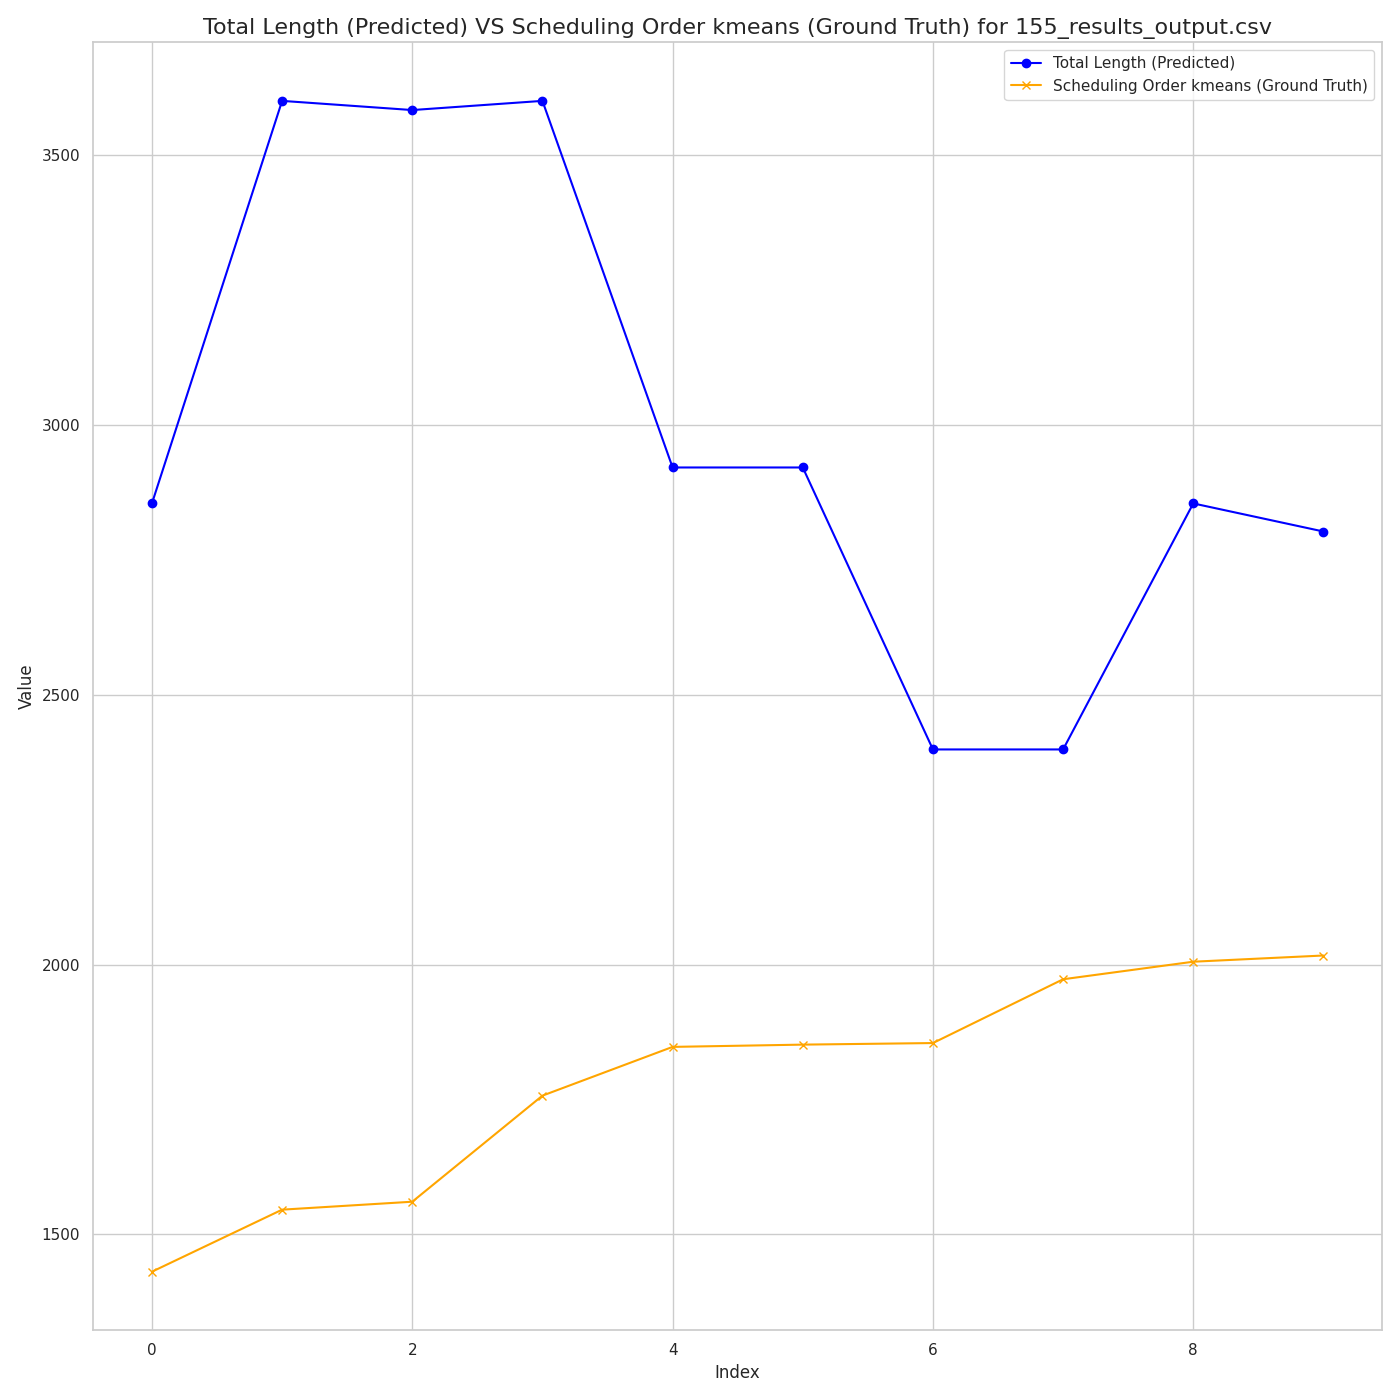 Total Length (Predicted) VS Scheduling Order kmeans (Ground Truth) for 155_results_output.csv
Total Length (Predicted)
Scheduling Order kmeans (Ground Truth)
3500
3000
2500
2000
1500
Value
0 2 4 6 8
Index